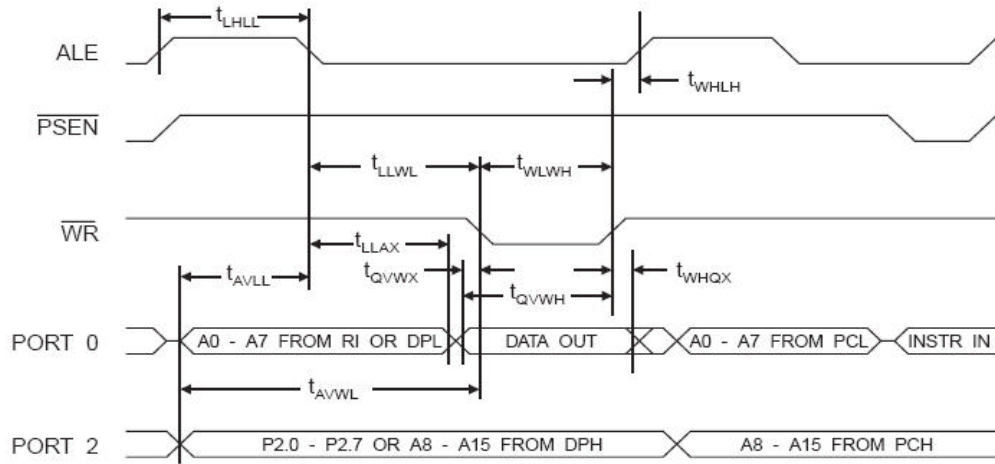 tLHLL
ALE
tWHLH
PSEN
tLLWL
tWLWH
WR
tLLAX
tAVLL
tQVWX
tQVWH
tWHQX
PORT 0
A0 - A7 FROM RI OR DPL
DATA OUT
A0 - A7 FROM PCL
INSTR IN
tAVWL
PORT 2
P2.0 - P2.7 OR A8 - A15 FROM DPH
A8 - A15 FROM PCH